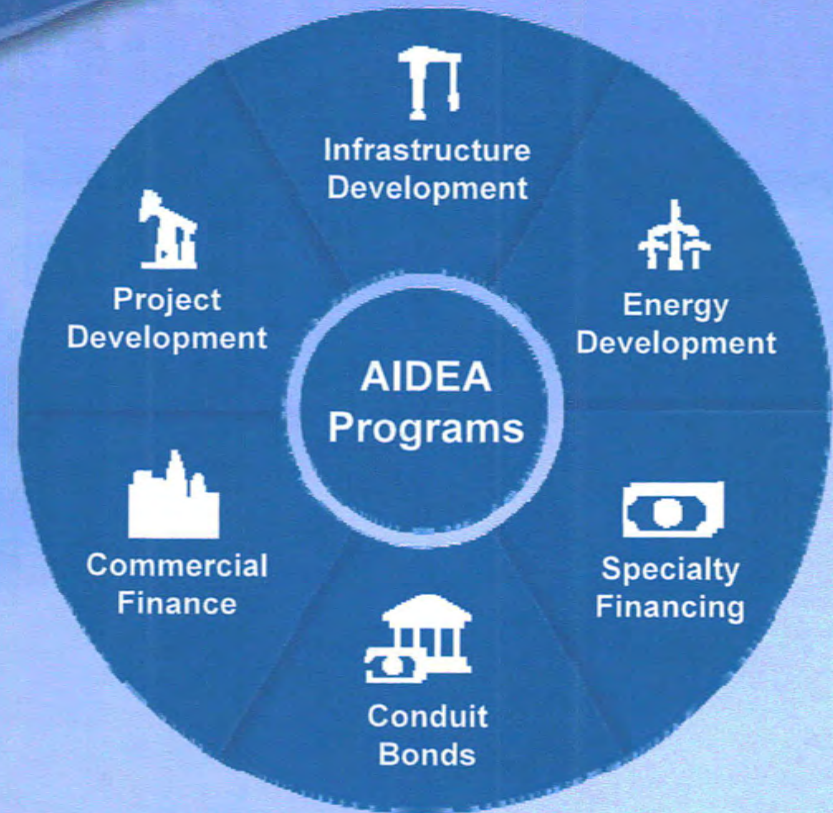 Infrastructure
Development
Project
Development
Energy
Development
AIDEA
Programs
Commercial
Finance
Specialty
Financing
Conduit
Bonds